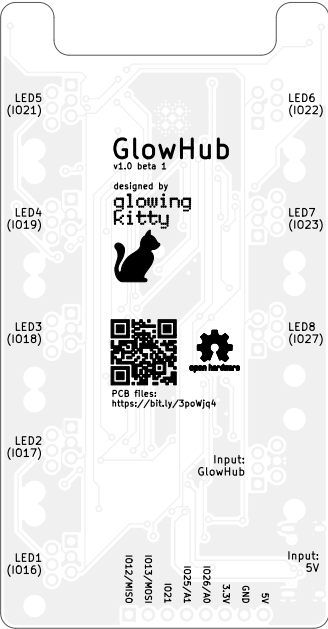 LED5
(IO21)
LED6
(IO22)
GlowHub
v1.0 beta 1
designed by
glowing
kitty
LED4
(IO19)
LED7
(IO23)
LED3
(IO18)
LED8
(IO27)
open hardware
PCB files:
https://bit.ly/3poWjq4
LED2
(IO17)
Input:
GlowHub
LED1
(IO16)
Input:
5V
IO12/MISO
IO13/MOSI
IO21
IO25/A1
IO26/A0
3.3V
GND
5V